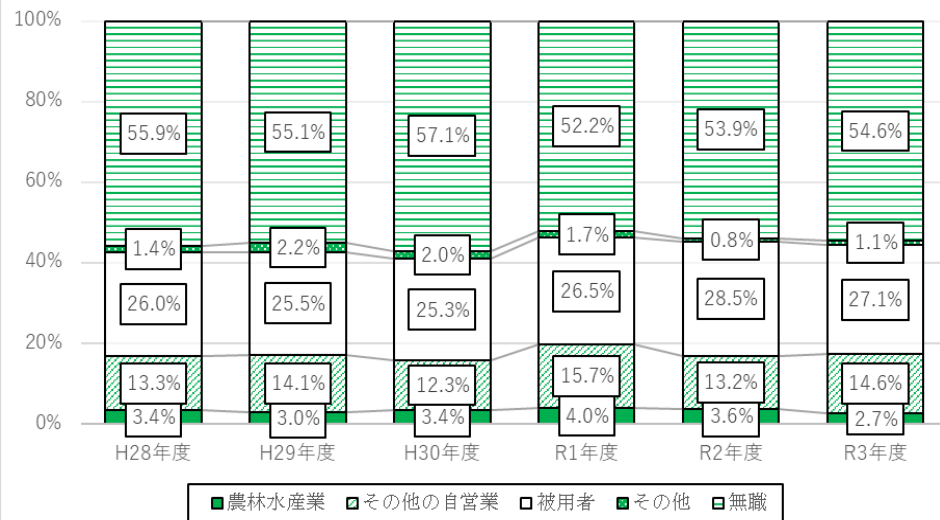 100%
80%
60%
40%
20%
0%
55.9% 55.1% 57.1% 52.2% 53.9% 54.6%
1.4% 2.2% 2.0% 1.7% 0.8% 1.1%
26.0% 25.5% 25.3% 26.5% 28.5% 27.1%
13.3% 14.1% 12.3% 15.7% 13.2% 14.6%
3.4% 3.0% 3.4% 4.0% 3.6% 2.7%
H28年度 H29年度 H30年度 R1年度 R2年度 R3年度
農林水産業 その他の自営業 被用者 その他 無職